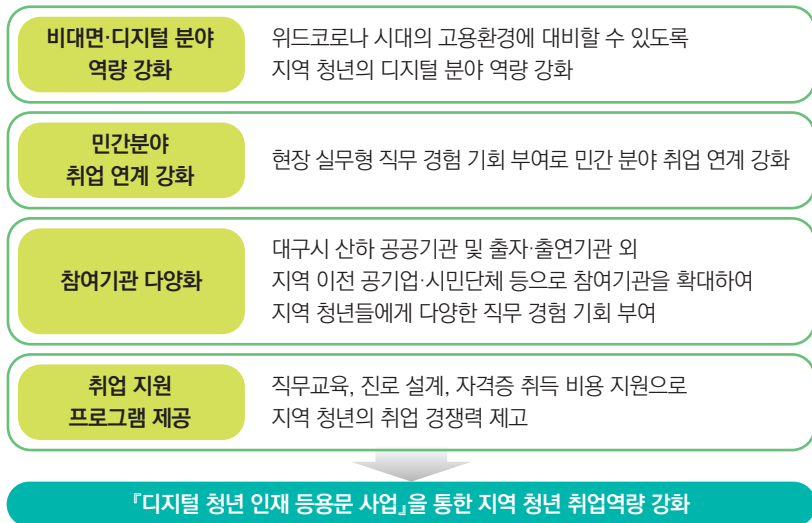 비대면·디지털 분야
역량 강화
위드코로나 시대의 고용환경에 대비할 수 있도록
지역 청년의 디지털 분야 역량 강화
민간분야
취업 연계 강화
현장 실무형 직무 경험 기회 부여로 민간 분야 취업 연계 강화
참여기관 다양화
대구시 산하 공공기관 및 출자·출연기관 외
지역 이전 공기업·시민단체 등으로 참여기관을 확대하여
지역 청년들에게 다양한 직무 경험 기회 부여
취업 지원
프로그램 제공
직무교육, 진로 설계, 자격증 취득 비용 지원으로
지역 청년의 취업 경쟁력 제고
『디지털 청년 인재 등용문 사업』을 통한 지역 청년 취업역량 강화